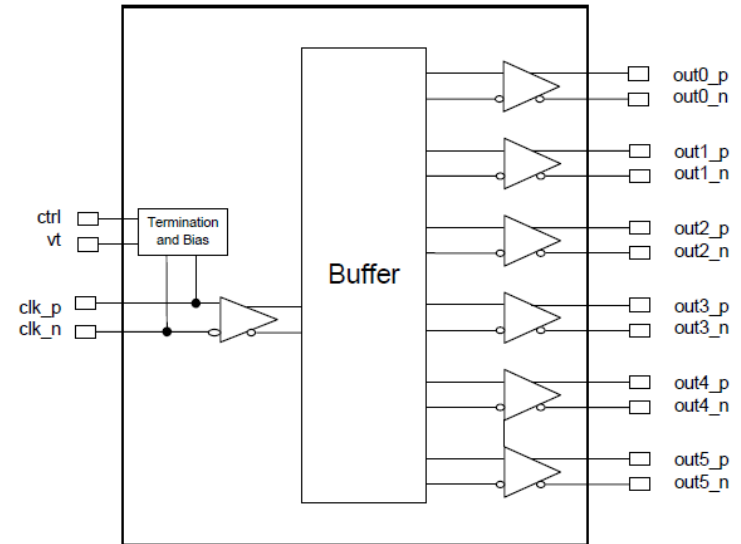 ctrl
vt
clk_p
clk_n
Termination
and Bias
Buffer
out0_p
out0_n
out1_p
out1_n
out2_p
out2_n
out3_p
out3_n
out4_p
out4_n
out5_p
out5_n